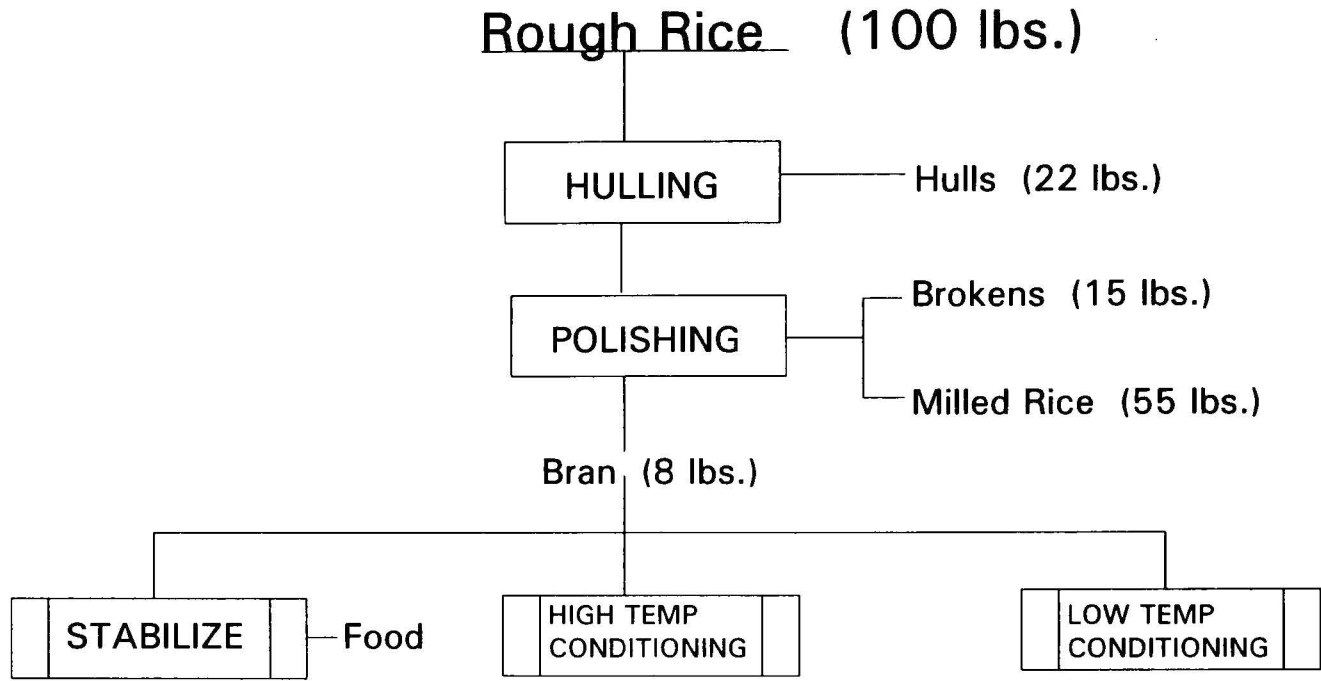 Rough Rice (100 lbs.)
HULLING
Hulls (22 lbs.)
Brokens (15 lbs.)
POLISHING
Milled Rice (55 lbs.)
Bran (8 lbs.)
STABILIZE
Food
HIGH TEMP
CONDITIONING
LOW TEMP
CONDITIONING